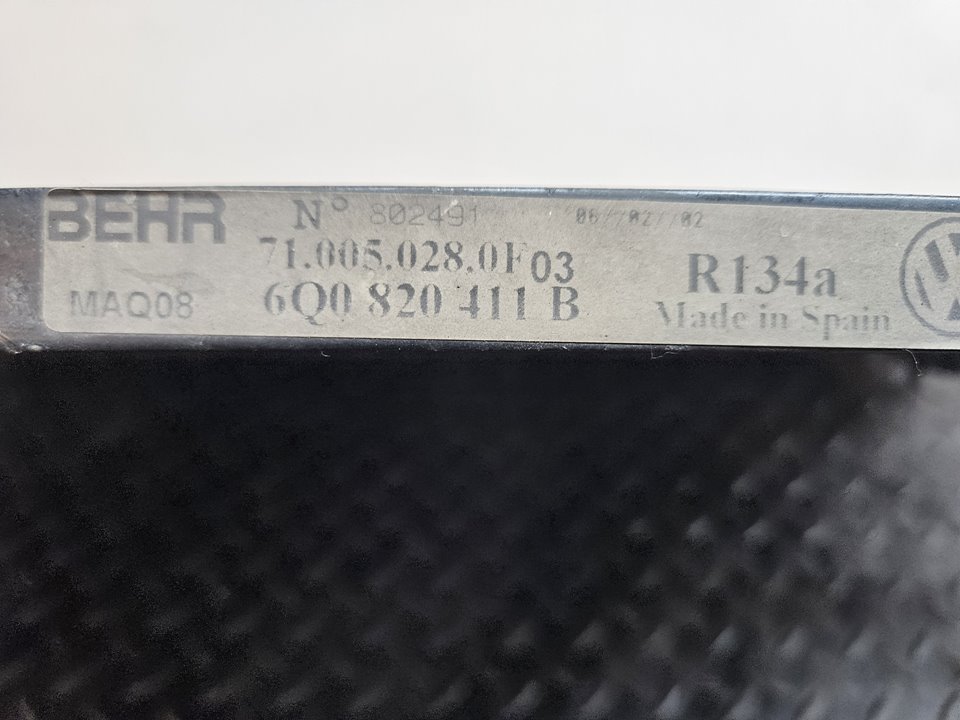 BEHR N° 802491 06/02/02
71.005.028.0F03
MAQ08 6Q0 820 411 B
R134a
Made in Spain